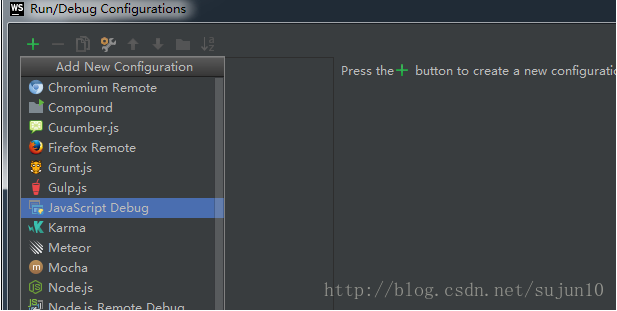 WS Run/Debug Configurations
Add New Configuration
Press the + button to create a new configuratio
Chromium Remote
Compound
Cucumber.js
Firefox Remote
Grunt.js
Gulp.js
JavaScript Debug
Karma
Meteor
Mocha
Node.js
Node.js Remote Debug
http://blog.csdn.net/sujun10